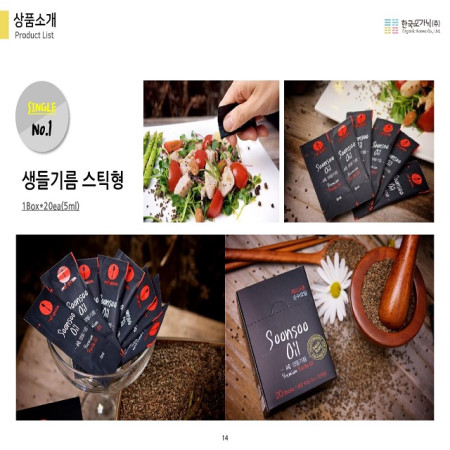 상품소개
Product List
한국오가닉(주)
Organic Korea Co., Ltd.
SINGLE
No.1
생들기름 스틱형
1Box*20ea(5ml)
Soonsoo
Oil
Soonsoo
Oil
Soonsoo
Oil
14